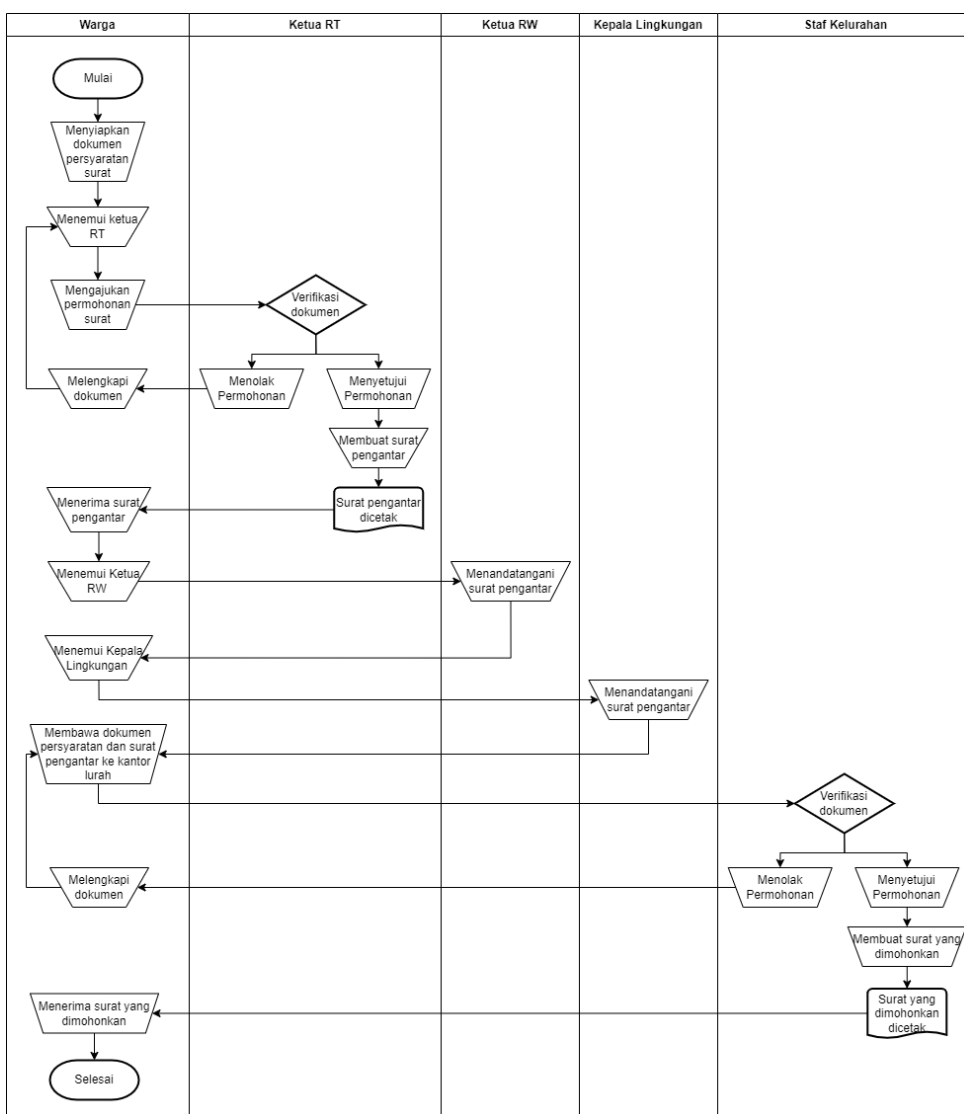 Warga
Ketua RT
Ketua RW
Kepala Lingkungan
Staf Kelurahan
Mulai
Menyiapkan
dokumen
persyaratan
surat
Menemui ketua
RT
Mengajukan
permohonan
surat
Verifikasi
dokumen
Melengkapi
dokumen
Menolak
Permohonan
Menyetujui
Permohonan
Membuat surat
pengantar
Menerima surat
pengantar
Surat pengantar
dicetak
Menemui Ketua
RW
Menandatangani
surat pengantar
Menemui Kepala
Lingkungan
Menandatangani
surat pengantar
Membawa dokumen
persyaratan dan surat
pengantar ke kantor
lurah
Verifikasi
dokumen
Melengkapi
dokumen
Menolak
Permohonan
Menyetujui
Permohonan
Membuat surat yang
dimohonkan
Menerima surat yang
dimohonkan
Surat yang
dimohonkan
dicetak
Selesai